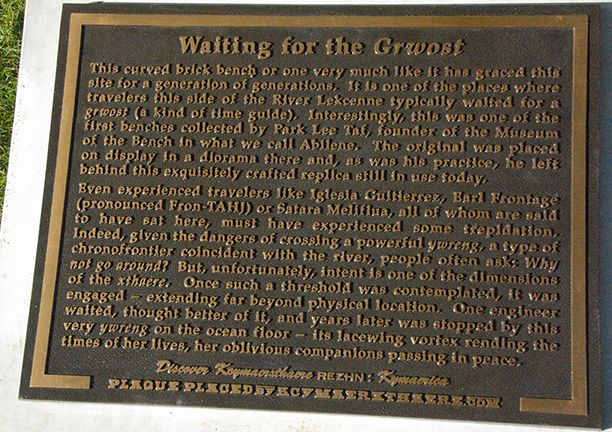 Waiting for the Grwost
This curved brick bench or one very much like it has graced this
site for a generation of generations. It is one of the places where
travelers this side of the River Lekcenne typically waited for a
grwost (a kind of time guide). Interestingly, this was one of the
first benches collected by Park Lee Taf, founder of the Museum
of the Bench in what we call Abilene. The original was placed
on display in a diorama there and, as was his practice, he left
behind this exquisitely crafted replica still in use today.
Even experienced travelers like Iglesia Guitierrez, Earl Frontage
(pronounced Fron-TAHJ) or Satara Melitlua, all of whom are said
to have sat here, must have experienced some trepidation.
Indeed, given the dangers of crossing a powerful ywreng, a type of
chronofrontier coincident with the river, people often ask: Why
not go around? But, unfortunately, intent is one of the dimensions
of the xthaere. Once such a threshold was contemplated, it was
engaged – extending far beyond physical location. One engineer
waited, thought better of it, and years later was stopped by this
very ywreng on the ocean floor – its lacewing vortex rending the
times of her lives, her oblivious companions passing in peace.
Discover Kcymaerxthaere REZHN: Kymaerica
PLAQUE PLACED BY KCYMAERXTHAERE.COM